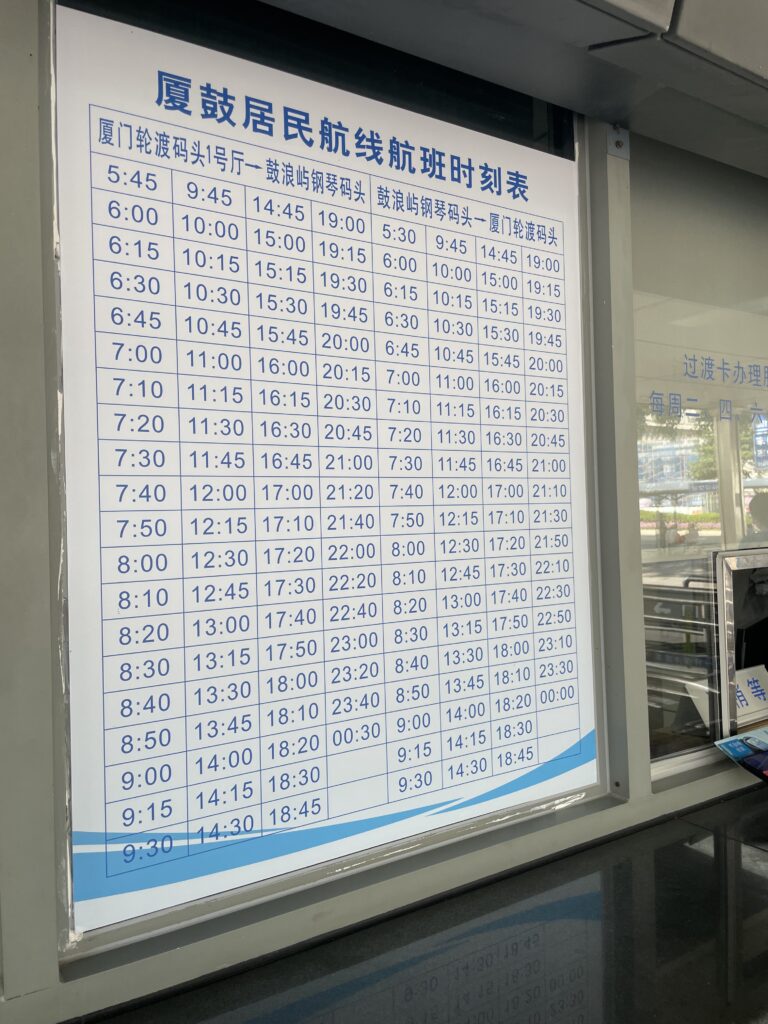 厦鼓居民航线航班时刻表
厦门轮渡码头1号厅→鼓浪屿钢琴码头 鼓浪屿钢琴码头→厦门轮渡码头
5:45 9:45 14:45 19:00 5:30 9:45 14:45 19:00
6:00 10:00 15:00 19:15 6:00 10:00 15:00 19:15
6:15 10:15 15:15 19:30 6:15 10:15 15:15 19:30
6:30 10:30 15:30 19:45 6:30 10:30 15:30 19:45
6:45 10:45 15:45 20:00 6:45 10:45 15:45 20:00
7:00 11:00 16:00 20:15 7:00 11:00 16:00 20:15
7:10 11:15 16:15 20:30 7:10 11:15 16:15 20:30
7:20 11:30 16:30 20:45 7:20 11:30 16:30 20:45
7:30 11:45 16:45 21:00 7:30 11:45 16:45 21:00
7:40 12:00 17:00 21:20 7:40 12:00 17:00 21:10
7:50 12:15 17:10 21:40 7:50 12:15 17:10 21:30
8:00 12:30 17:20 22:00 8:00 12:30 17:20 21:50
8:10 12:45 17:30 22:20 8:10 12:45 17:30 22:10
8:20 13:00 17:40 22:40 8:20 13:00 17:40 22:30
8:30 13:15 17:50 23:00 8:30 13:15 17:50 22:50
8:40 13:30 18:00 23:20 8:40 13:30 18:00 23:10
8:50 13:45 18:10 23:40 8:50 13:45 18:10 23:30
9:00 14:00 18:20 00:30 9:00 14:00 18:20 00:00
9:15 14:15 18:30 9:15 14:15 18:30
9:30 14:30 18:45 9:30 14:30 18:45
过渡卡办理
每周二 四 六